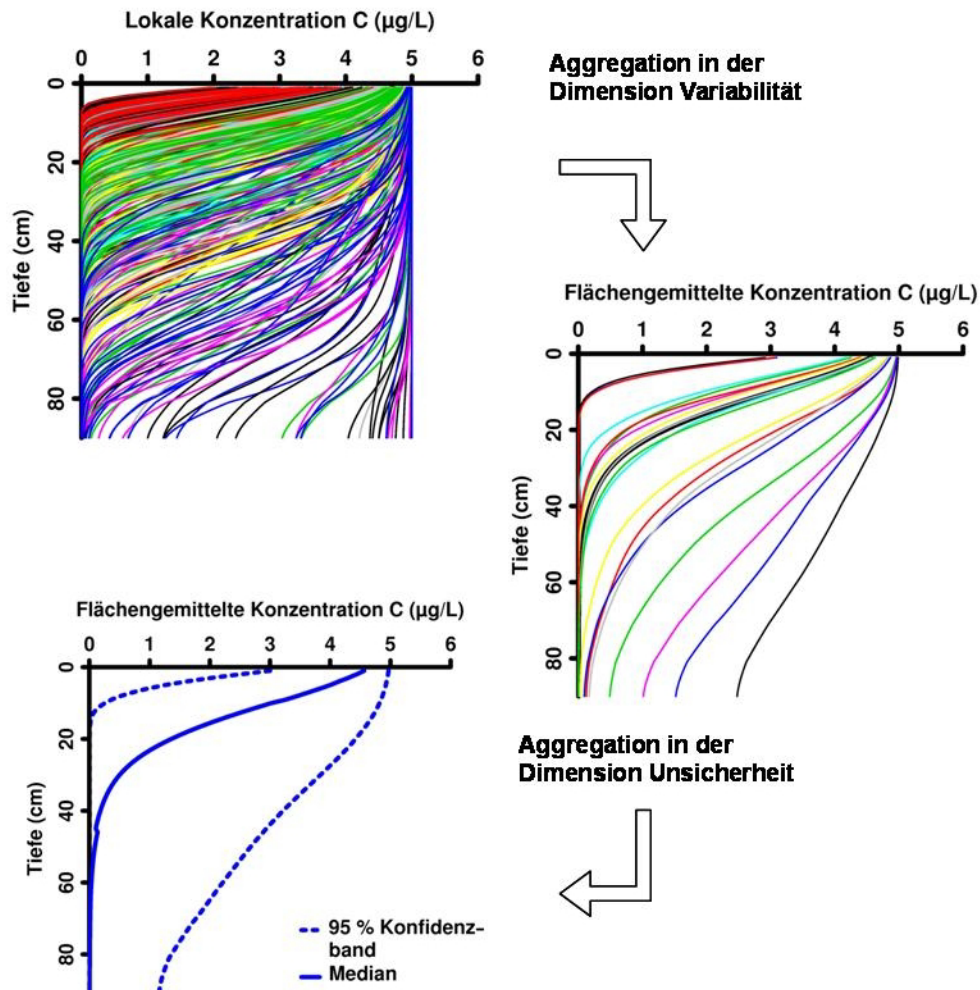 Lokale Konzentration C (µg/L)
0 1 2 3 4 5 6
0
20
40
60
80
Tiefe (cm)
Aggregation in der
Dimension Variabilität
Flächengemittelte Konzentration C (µg/L)
0 1 2 3 4 5 6
0
20
40
60
80
Tiefe (cm)
Aggregation in der
Dimension Unsicherheit
Flächengemittelte Konzentration C (µg/L)
0 1 2 3 4 5 6
0
20
40
60
80
Tiefe (cm)
95 % Konfidenz-
band
Median